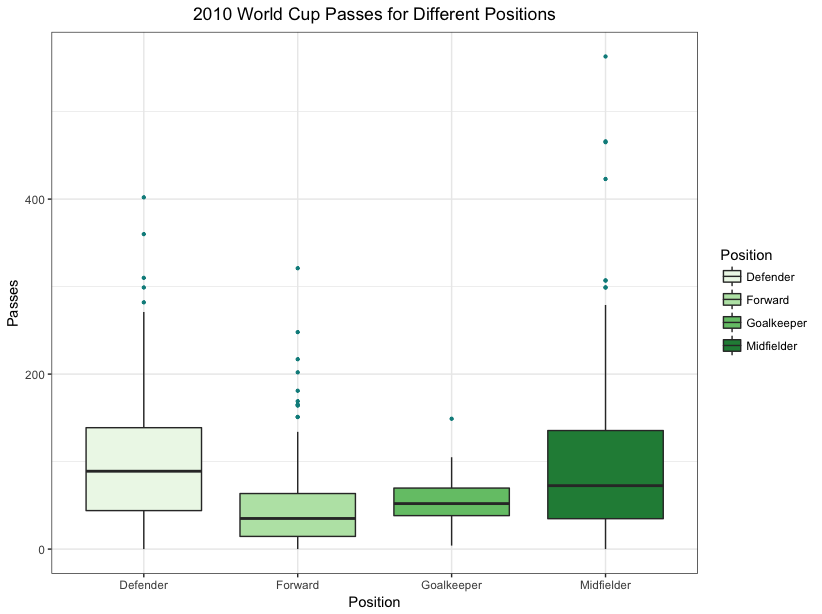 2010 World Cup Passes for Different Positions
Passes
400
200
0
Defender
Forward
Goalkeeper
Midfielder
Position
Position
Defender
Forward
Goalkeeper
Midfielder